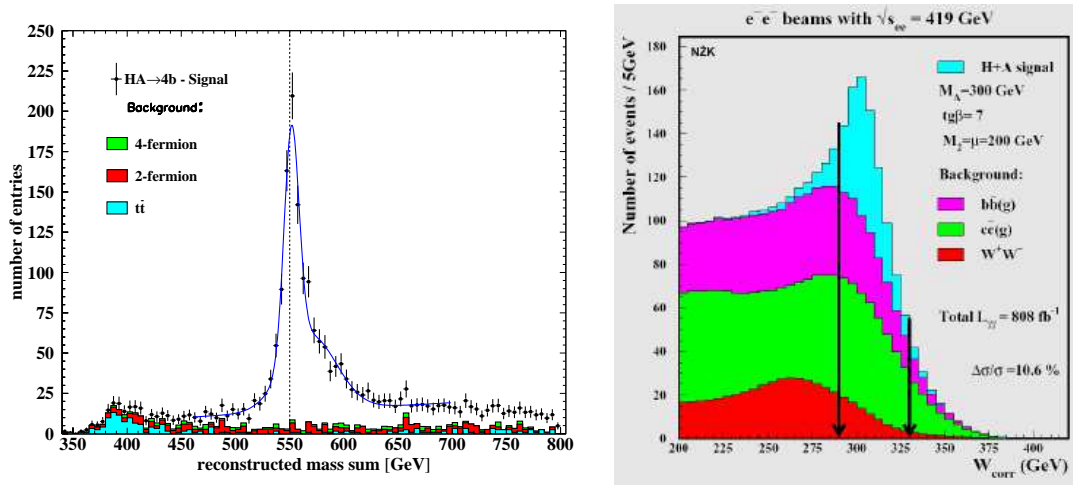 number of entries
250
225
200
175
150
125
100
75
50
25
0
HA→4b - Signal
Background:
4-fermion
2-fermion
tt̄
350 400 450 500 550 600 650 700 750 800
reconstructed mass sum [GeV]
e⁻e⁻ beams with √s_ee = 419 GeV
Number of events / 5GeV
180
160
140
120
100
80
60
40
20
0
NŻK
H+A signal
M_A=300 GeV
tgβ= 7
M_2=μ=200 GeV
Background:
bb̄(g)
cc̄(g)
W⁺W⁻
Total L_γγ = 808 fb⁻¹
Δσ/σ =10.6 %
200 225 250 275 300 325 350 375 400
W_corr (GeV)